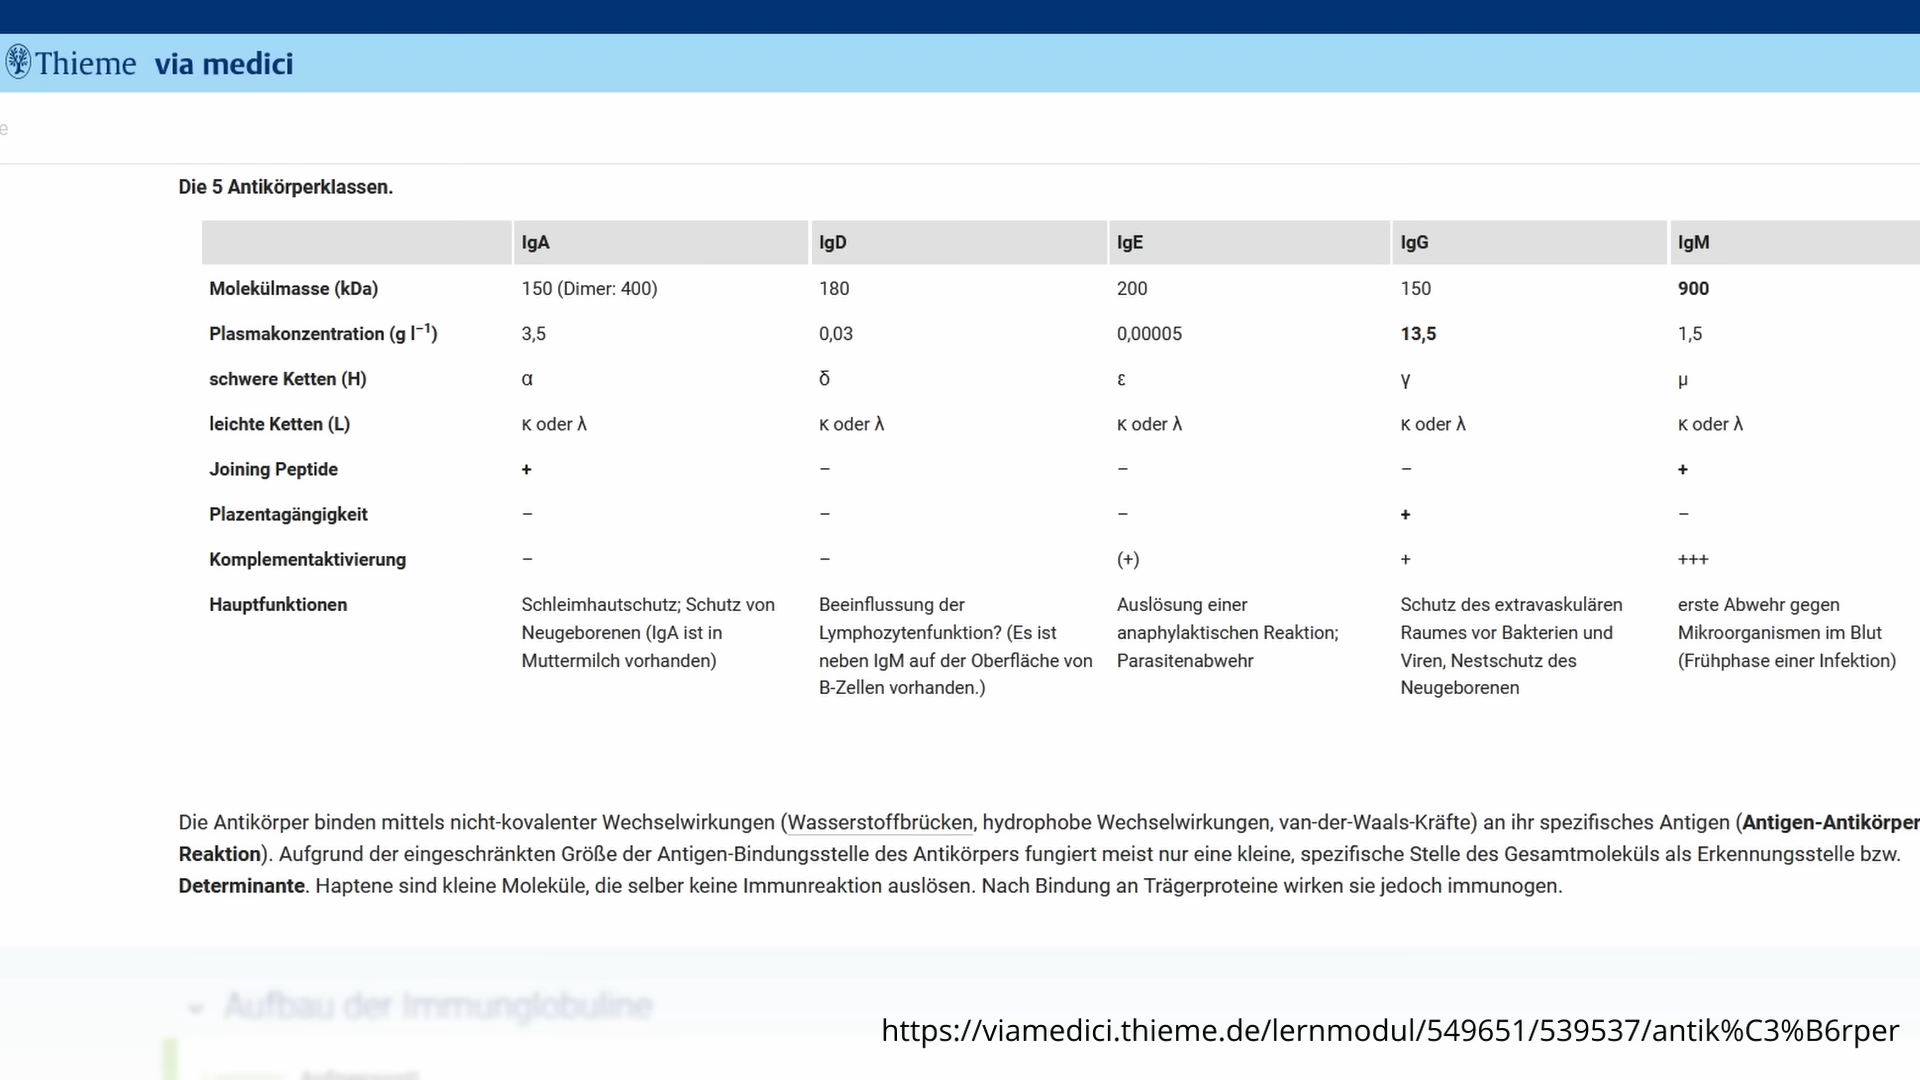 Thieme via medici
e
Die 5 Antikörperklassen.
IgA IgD IgE IgG IgM
Molekülmasse (kDa) 150 (Dimer: 400) 180 200 150 900
Plasmakonzentration (g l⁻¹) 3,5 0,03 0,00005 13,5 1,5
schwere Ketten (H) α δ ε γ μ
leichte Ketten (L) κ oder λ κ oder λ κ oder λ κ oder λ κ oder λ
Joining Peptide + – – – +
Plazentagängigkeit – – – + –
Komplementaktivierung – – (+) + +++
Hauptfunktionen Schleimhautschutz; Schutz von Beeinflussung der Auslösung einer Schutz des extravaskulären erste Abwehr gegen
Neugeborenen (IgA ist in Lymphozytenfunktion? (Es ist anaphylaktischen Reaktion; Raumes vor Bakterien und Mikroorganismen im Blut
Muttermilch vorhanden) neben IgM auf der Oberfläche von Parasitenabwehr Viren, Nestschutz des (Frühphase einer Infektion)
B-Zellen vorhanden.) Neugeborenen
Die Antikörper binden mittels nicht-kovalenter Wechselwirkungen (Wasserstoffbrücken, hydrophobe Wechselwirkungen, van-der-Waals-Kräfte) an ihr spezifisches Antigen (Antigen-Antikörper
Reaktion). Aufgrund der eingeschränkten Größe der Antigen-Bindungsstelle des Antikörpers fungiert meist nur eine kleine, spezifische Stelle des Gesamtmoleküls als Erkennungsstelle bzw.
Determinante. Haptene sind kleine Moleküle, die selber keine Immunreaktion auslösen. Nach Bindung an Trägerproteine wirken sie jedoch immunogen.
Aufbau der Immunglobuline
https://viamedici.thieme.de/lernmodul/549651/539537/antik%C3%B6rper